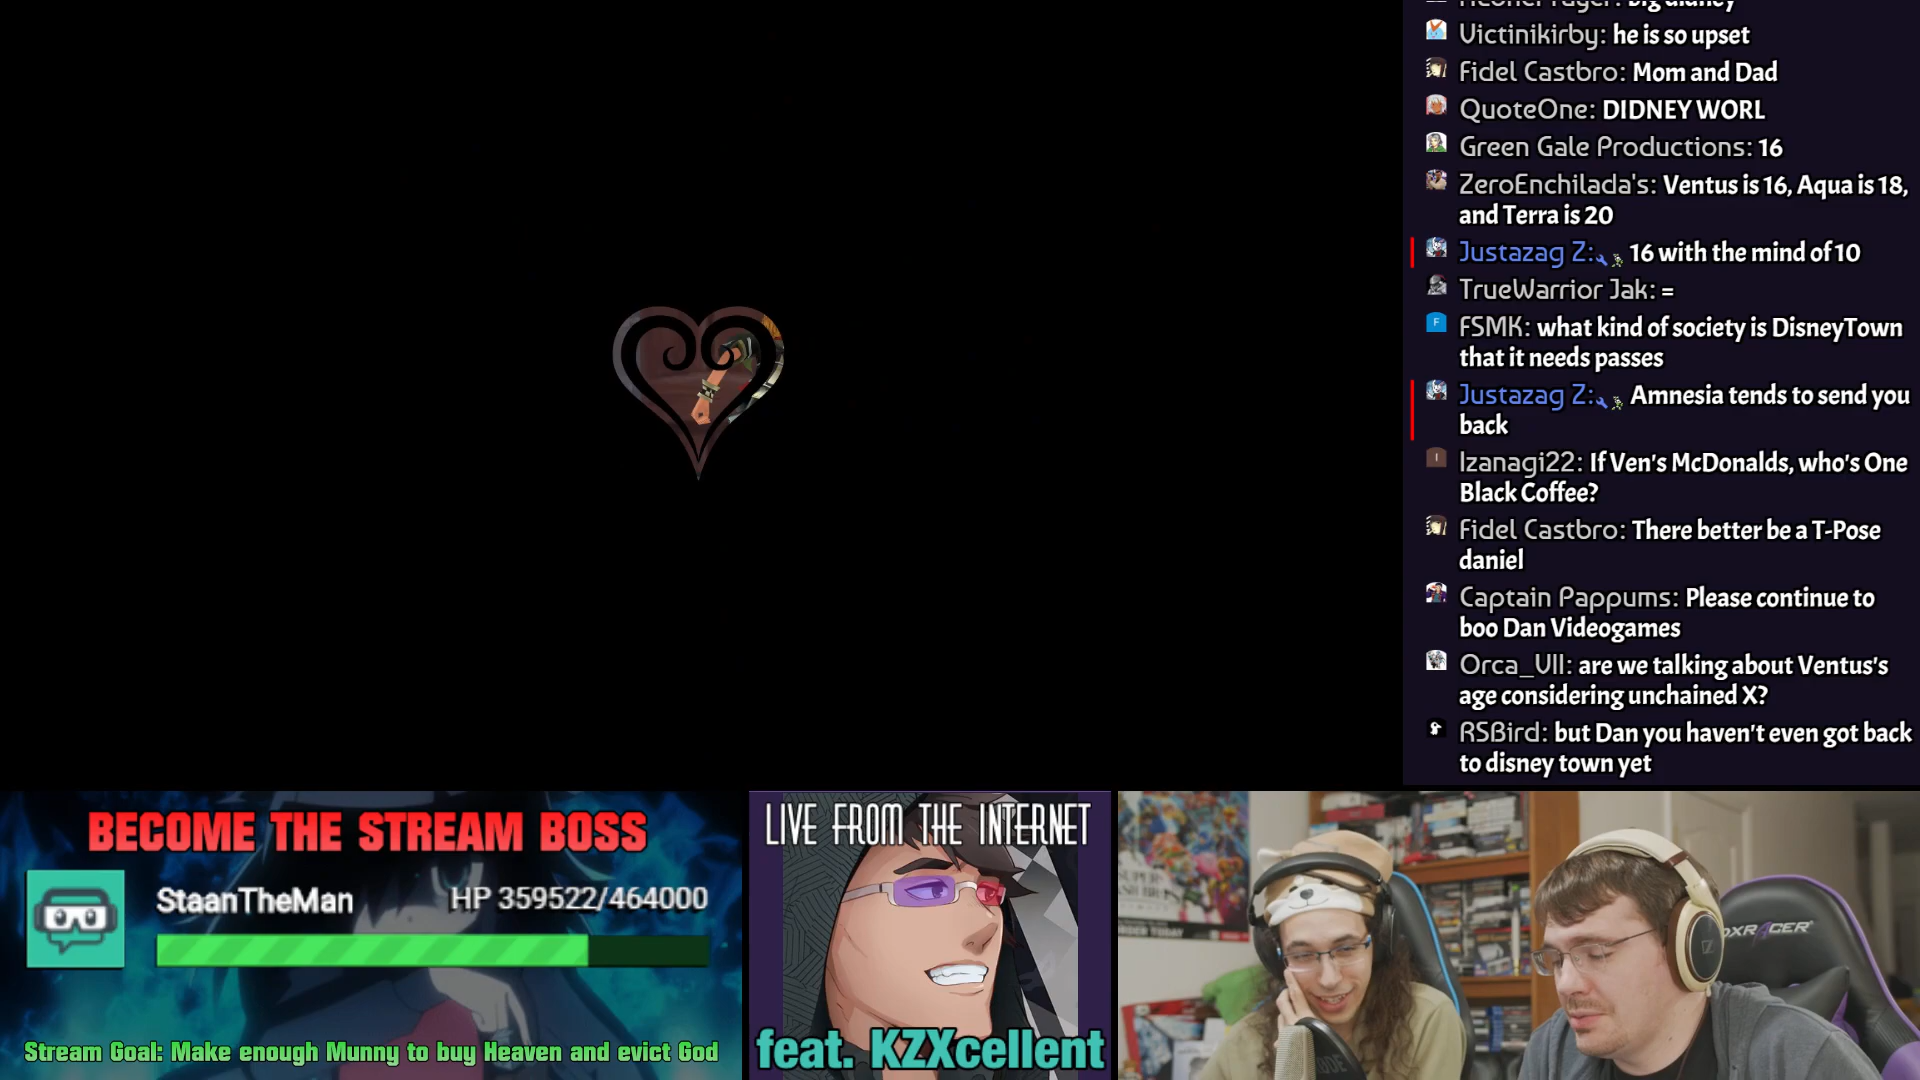 Victinikirby: he is so upset
Fidel Castbro: Mom and Dad
QuoteOne: DIDNEY WORL
Green Gale Productions: 16
ZeroEnchilada's: Ventus is 16, Aqua is 18,
and Terra is 20
Justazag Z: 16 with the mind of 10
TrueWarrior Jak: =
F
FSMK: what kind of society is DisneyTown
that it needs passes
Justazag Z: Amnesia tends to send you
back
I
Izanagi22: If Ven's McDonalds, who's One
Black Coffee?
Fidel Castbro: There better be a T-Pose
daniel
Captain Pappums: Please continue to
boo Dan Videogames
Orca_VII: are we talking about Ventus's
age considering unchained X?
RSBird: but Dan you haven't even got back
to disney town yet
BECOME THE STREAM BOSS
StaanTheMan HP 359522/464000
Stream Goal: Make enough Munny to buy Heaven and evict God
LIVE FROM THE INTERNET
feat. KZXcellent
DXRACER